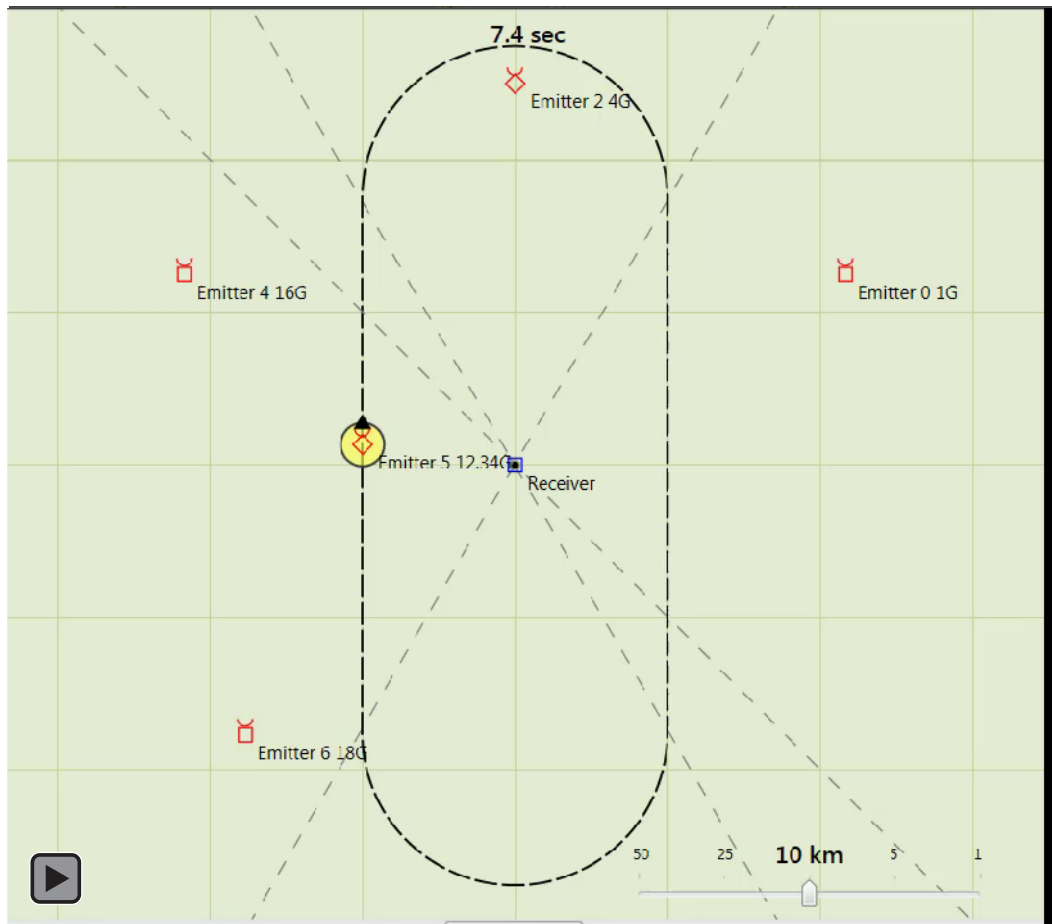 7.4 sec
Emitter 2 4G
Emitter 4 16G
Emitter 0 1G
Emitter 5 12.34G
Receiver
Emitter 6 18G
50 25 10 km 5 1